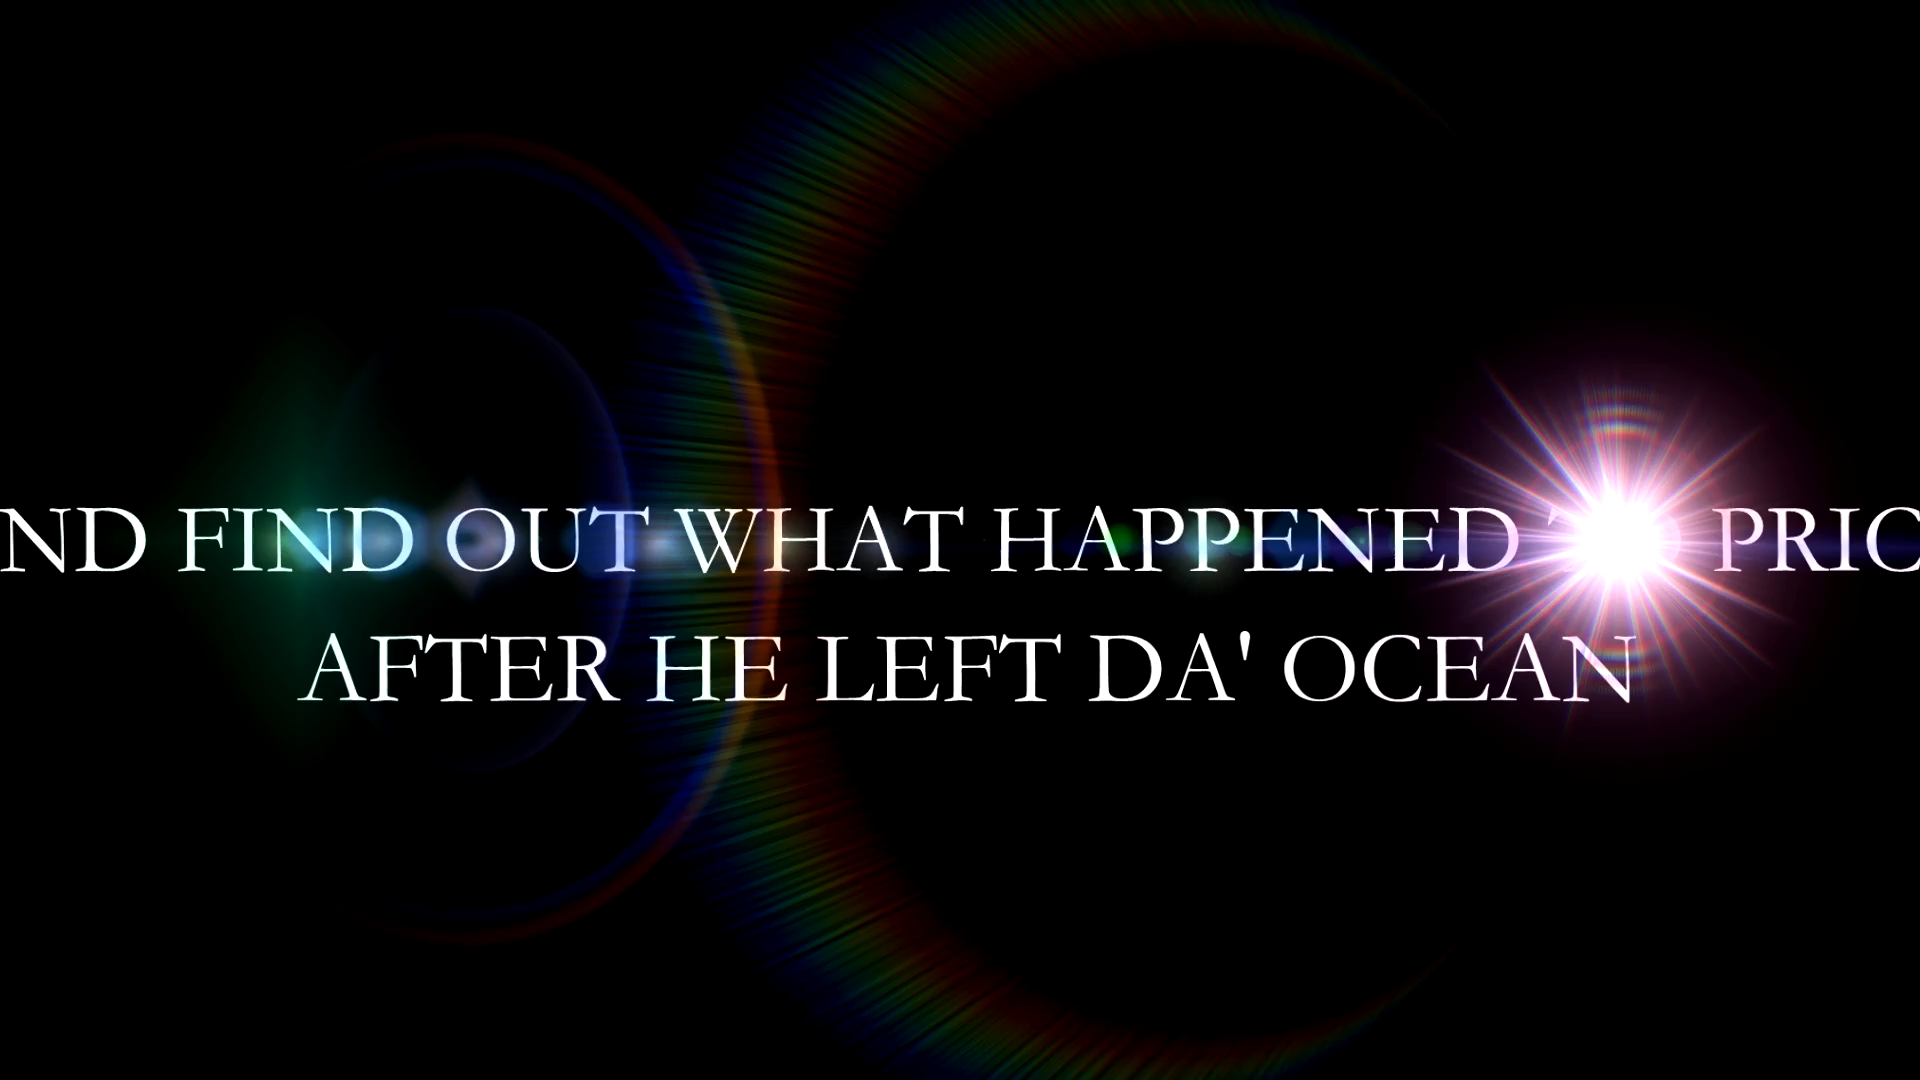 ND FIND OUT WHAT HAPPENED PRIC
AFTER HE LEFT DA' OCEAN